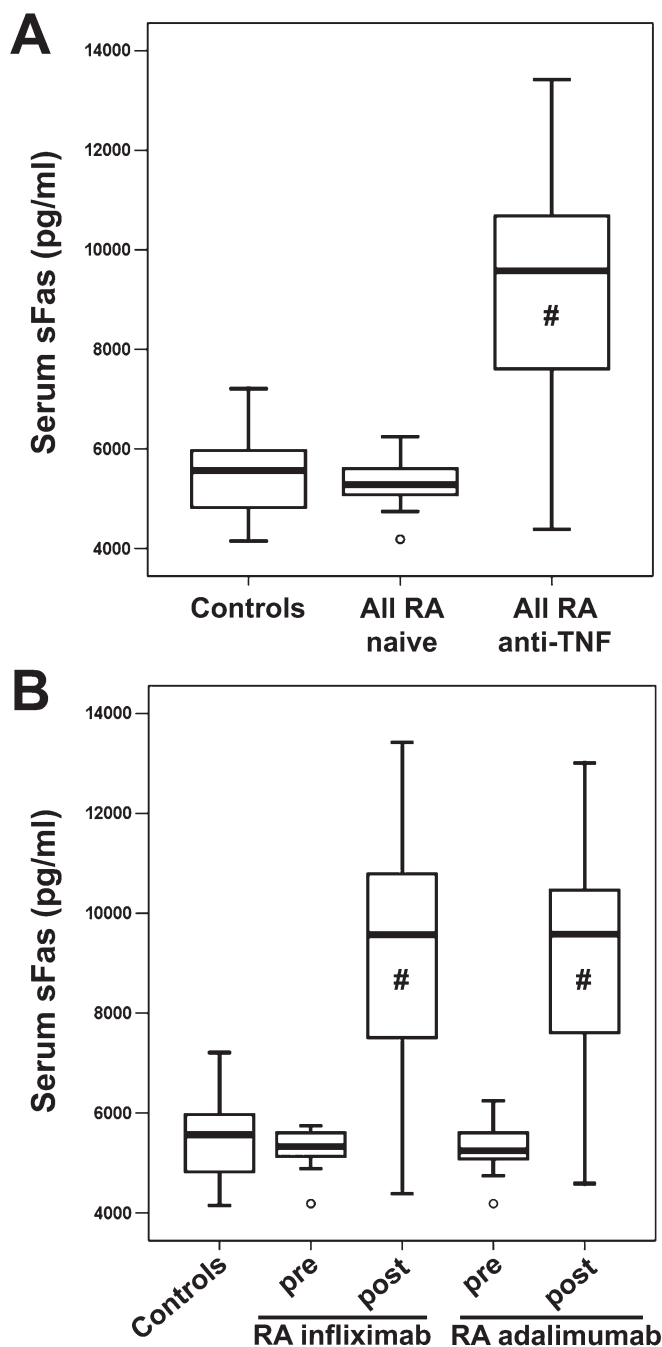 A
Serum sFas (pg/ml)
14000
12000
10000
8000
6000
4000
#
Controls
All RA
naive
All RA
anti-TNF
B
Serum sFas (pg/ml)
14000
12000
10000
8000
6000
4000
#
#
Controls
pre
post
pre
post
RA infliximab
RA adalimumab